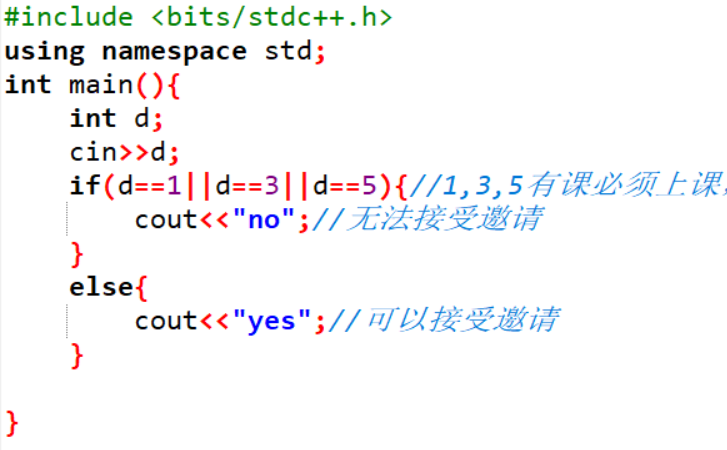 #include <bits/stdc++.h>
using namespace std;
int main(){
    int d;
    cin>>d;
    if(d==1||d==3||d==5){//1,3,5有课必须上课,
        cout<<"no";//无法接受邀请
    }
    else{
        cout<<"yes";//可以接受邀请
    }
}